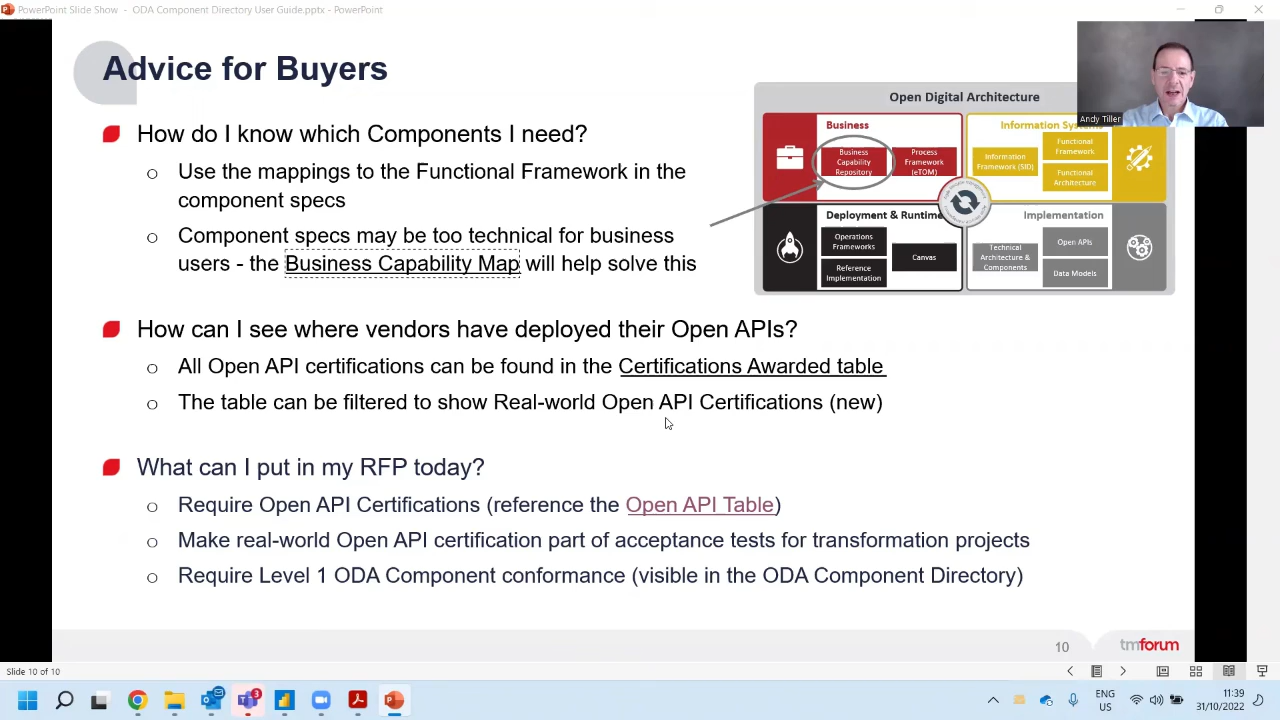 PowerPoint Slide Show - ODA Component Directory User Guide.pptx - PowerPoint
Advice for Buyers
How do I know which Components I need?
Use the mappings to the Functional Framework in the
component specs
Component specs may be too technical for business
users - the Business Capability Map will help solve this
How can I see where vendors have deployed their Open APIs?
All Open API certifications can be found in the Certifications Awarded table
The table can be filtered to show Real-world Open API Certifications (new)
What can I put in my RFP today?
Require Open API Certifications (reference the Open API Table)
Make real-world Open API certification part of acceptance tests for transformation projects
Require Level 1 ODA Component conformance (visible in the ODA Component Directory)
Open Digital Architecture
Business
Business
Capability
Repository
Process
Framework
(eTOM)
Information Systems
Information
Framework (SID)
Functional
Framework
Functional
Architecture
Deployment & Runtime
Operations
Frameworks
Reference
Implementation
Canvas
Implementation
Technical
Architecture &
Components
Open APIs
Data Models
Andy Tiller
10
tmforum
Slide 10 of 10
3
ENG
US
11:39
31/10/2022